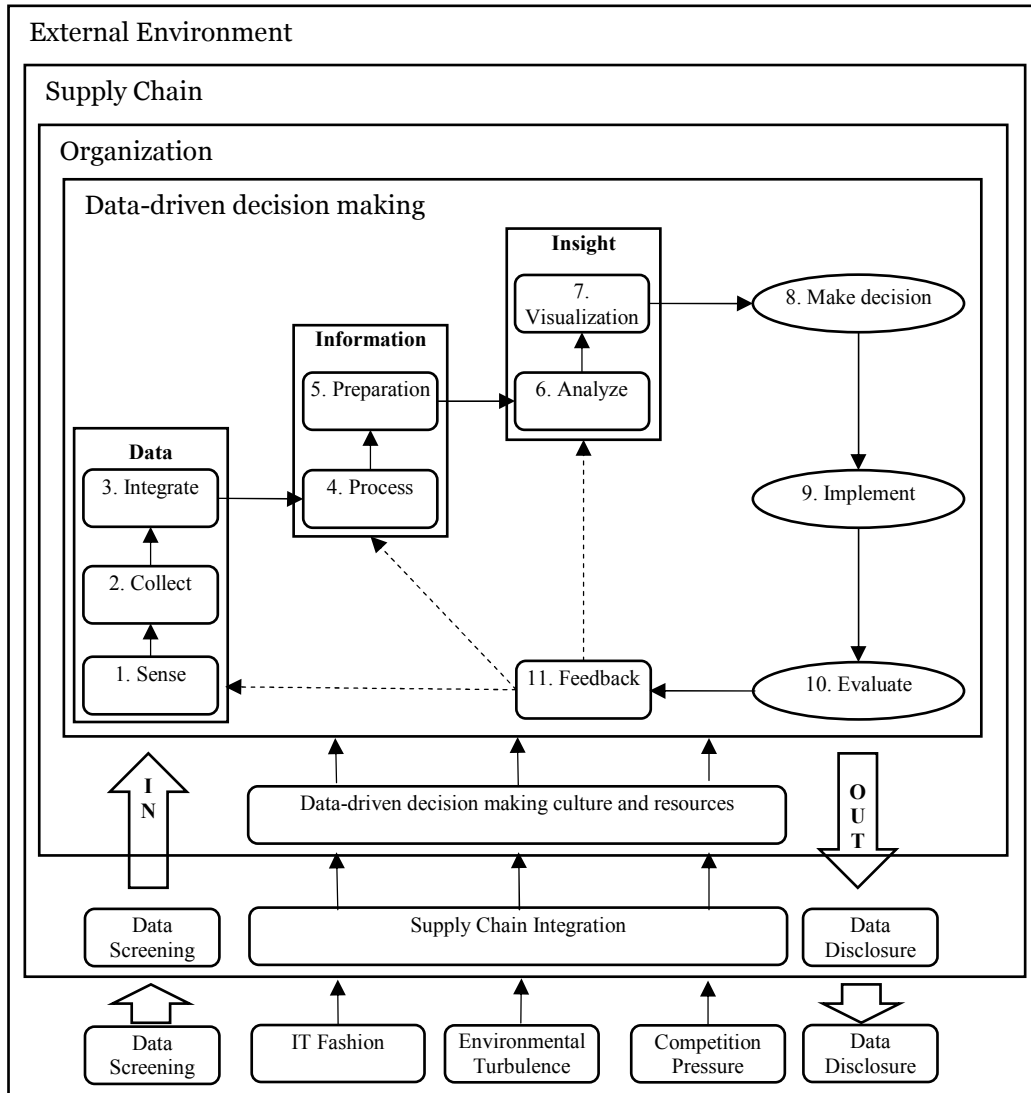 External Environment
Supply Chain
Organization
Data-driven decision making
Insight
7.
Visualization
8. Make decision
Information
5. Preparation
6. Analyze
Data
3. Integrate
4. Process
9. Implement
2. Collect
1. Sense
11. Feedback
10. Evaluate
I
N
Data-driven decision making culture and resources
O
U
T
Data
Screening
Supply Chain Integration
Data
Disclosure
Data
Screening
IT Fashion
Environmental
Turbulence
Competition
Pressure
Data
Disclosure